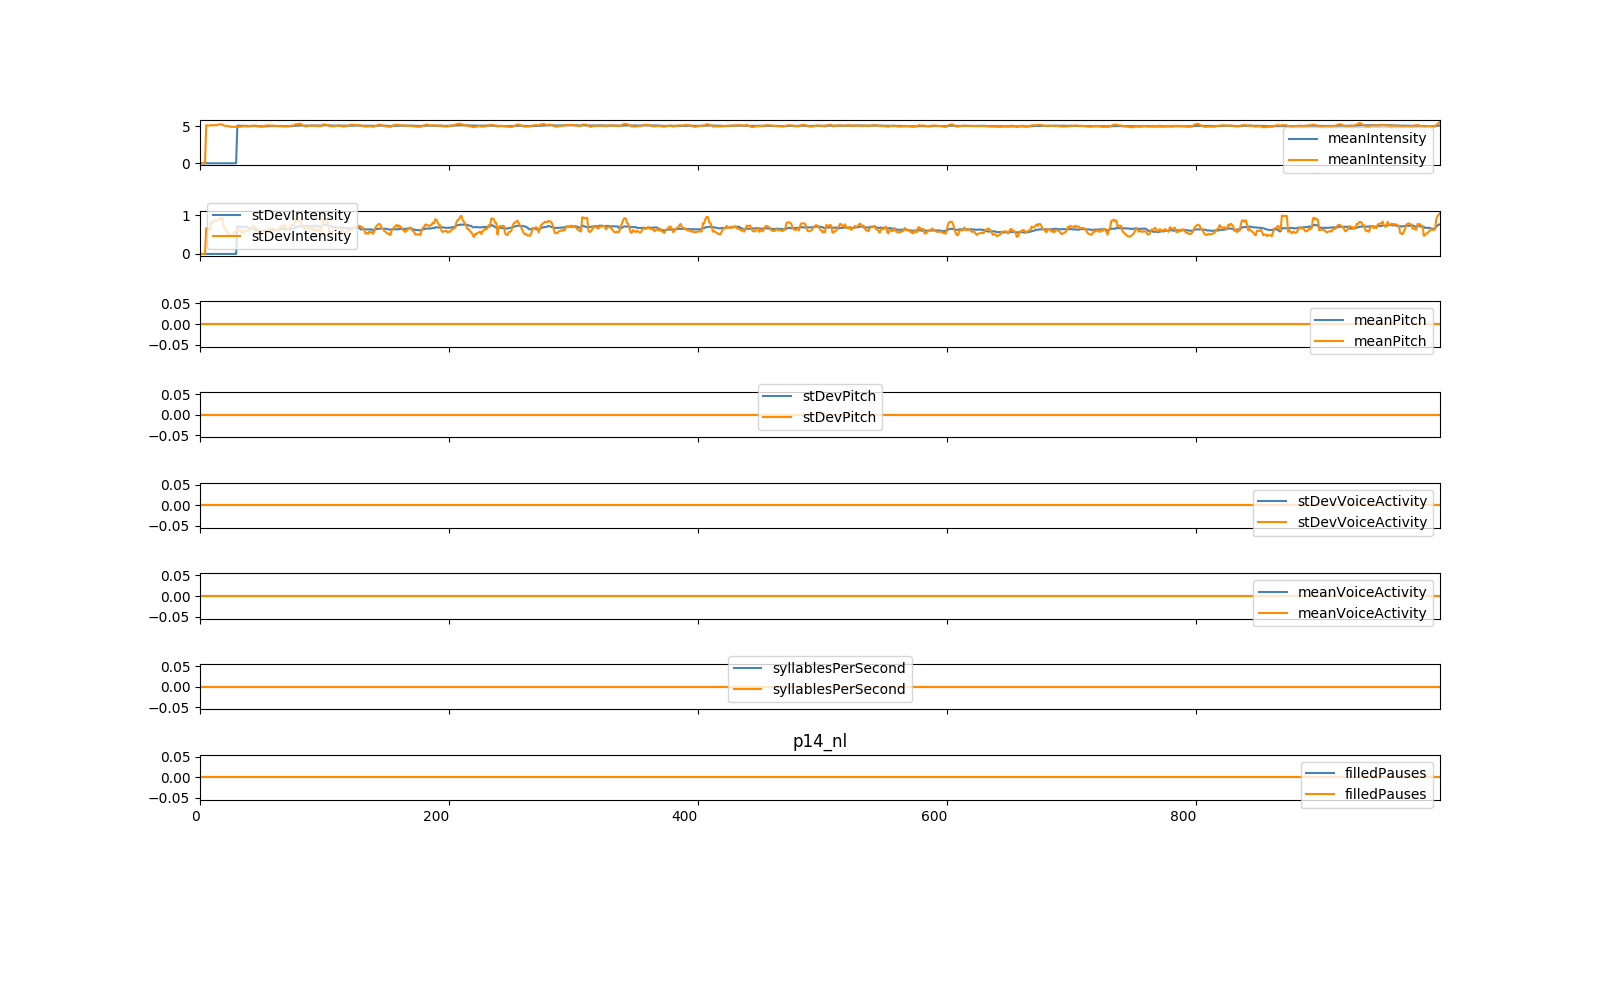 5
0
meanIntensity
meanIntensity
1
0
stDevIntensity
stDevIntensity
0.05
0.00
−0.05
meanPitch
meanPitch
0.05
0.00
−0.05
stDevPitch
stDevPitch
0.05
0.00
−0.05
stDevVoiceActivity
stDevVoiceActivity
0.05
0.00
−0.05
meanVoiceActivity
meanVoiceActivity
0.05
0.00
−0.05
syllablesPerSecond
syllablesPerSecond
p14_nl
0.05
0.00
−0.05
filledPauses
filledPauses
0 200 400 600 800